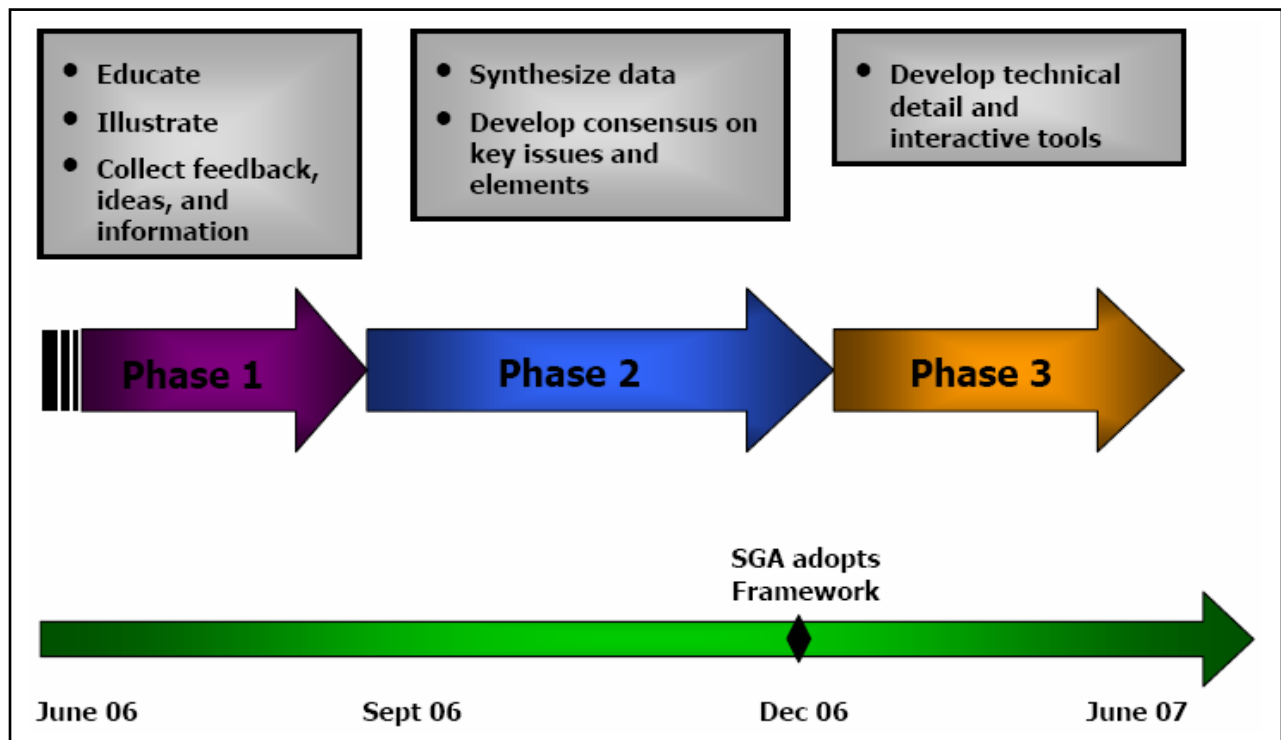 • Educate
• Illustrate
• Collect feedback,
ideas, and
information
• Synthesize data
• Develop consensus on
key issues and
elements
• Develop technical
detail and
interactive tools
Phase 1
Phase 2
Phase 3
SGA adopts
Framework
June 06
Sept 06
Dec 06
June 07